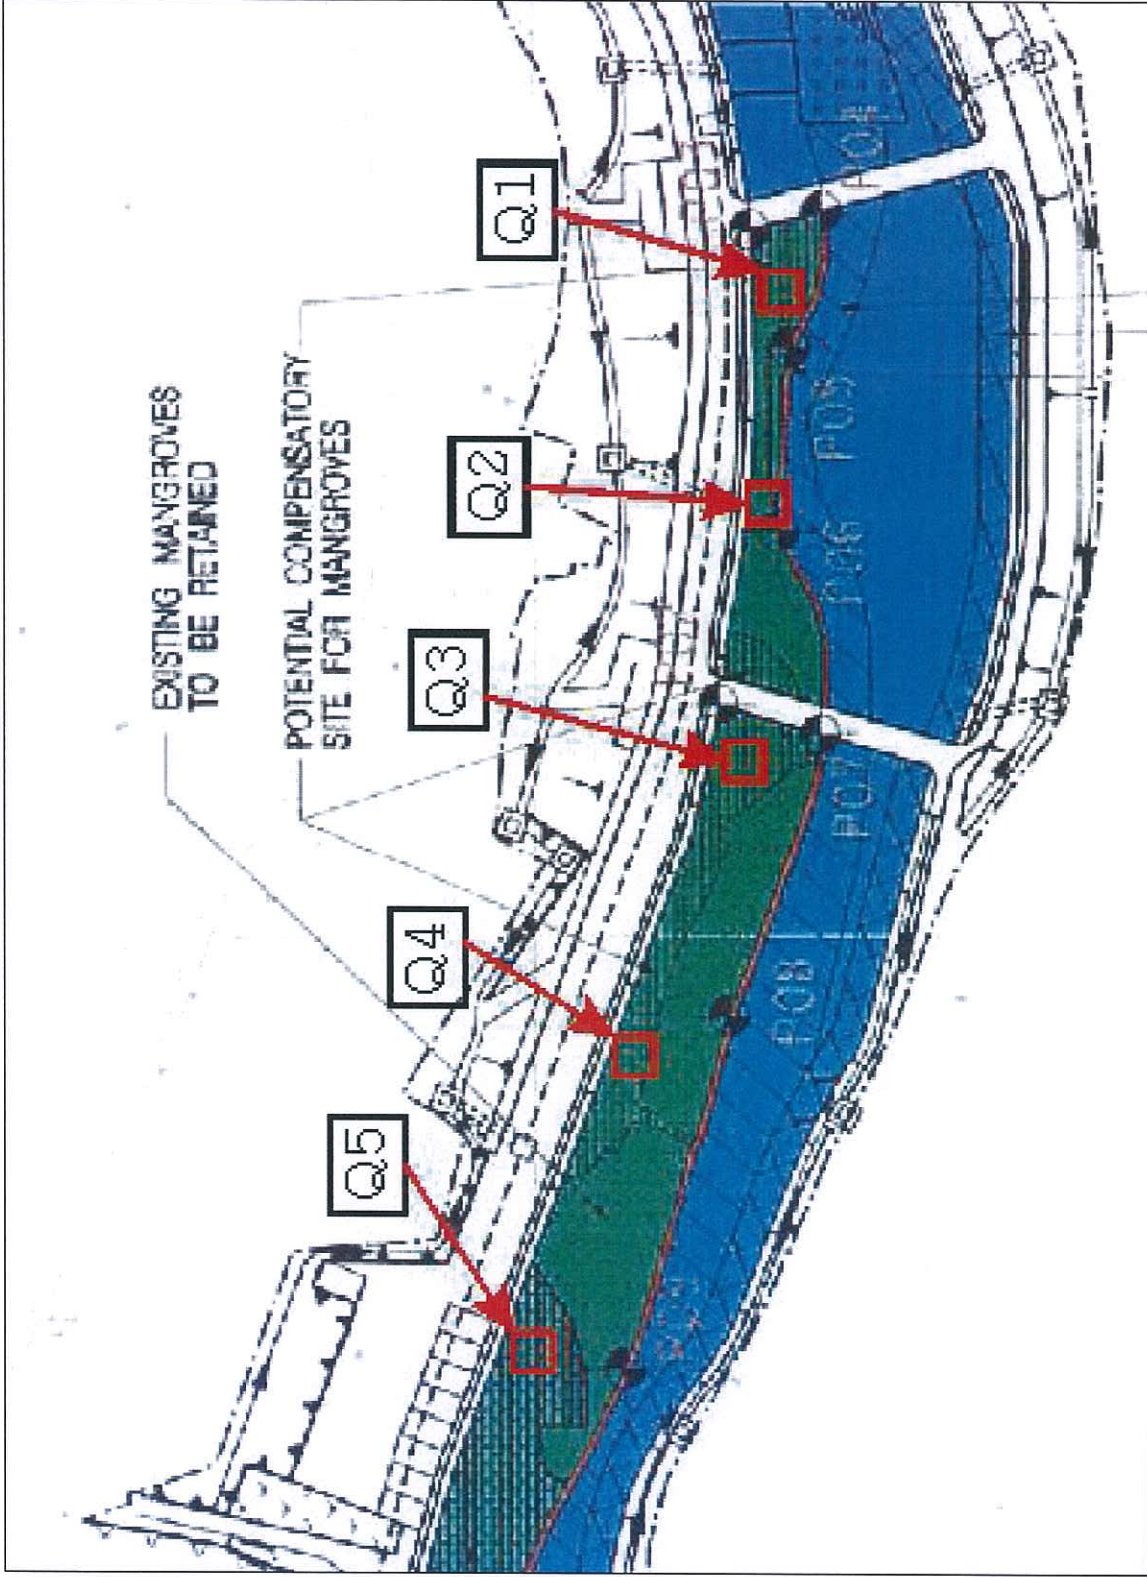 EXISTING MANGROVES
TO BE RETAINED
POTENTIAL COMPENSATORY
SITE FOR MANGROVES
Q5
Q4
Q3
Q2
Q1
P08
P07
P06
P05
P04